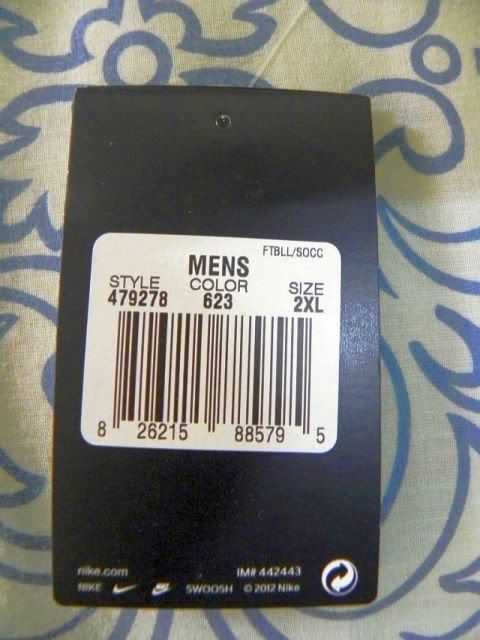 FTBLL/SOCC
MENS
STYLE COLOR SIZE
479278 623 2XL
8 26215 88579 5
nike.com IM# 442443
NIKE SWOOSH © 2012 Nike